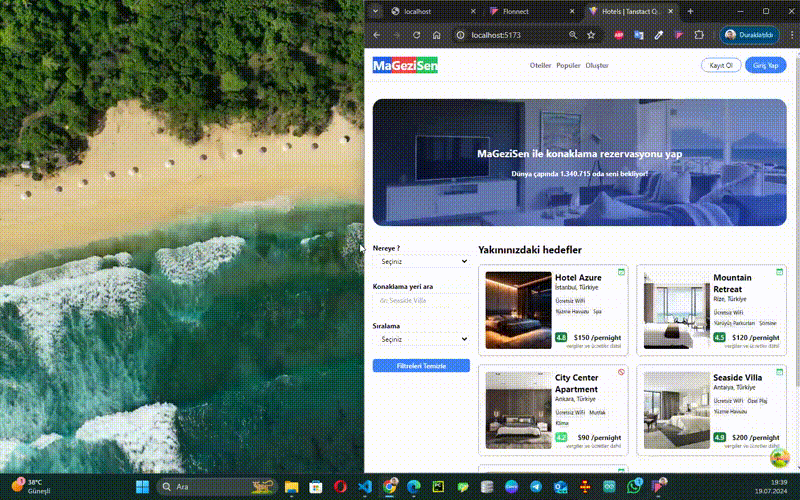 localhost
Flonnect
Hotels | Tanstact Q...
localhost:5173
Duraklatıldı
MaGeziSen
Oteller Popüler Oluştur
Kayıt Ol
Giriş Yap
MaGeziSen ile konaklama rezervasyonu yap
Dünya çapında 1.340.715 oda seni bekliyor!
Nereye ?
Seçiniz
Konaklama yeri ara
ör: Seaside Villa
Sıralama
Seçiniz
Filtreleri Temizle
Yakınınızdaki hedefler
Hotel Azure
İstanbul, Türkiye
Ücretsiz WiFi
Yüzme Havuzu Spa
4.8 $150 /pernight
vergiler ve ücretler dahil
Mountain
Retreat
Rize, Türkiye
Ücretsiz WiFi
Yürüyüş Parkurları Şömine
4.5 $120 /pernight
vergiler ve ücretler dahil
City Center
Apartment
Ankara, Türkiye
Ücretsiz WiFi Mutfak
Klima
4.2 $90 /pernight
vergiler ve ücretler dahil
Seaside Villa
Antalya, Türkiye
Ücretsiz WiFi Özel Plaj
Yüzme Havuzu
4.9 $200 /pernight
vergiler ve ücretler dahil
38°C
Güneşli
Ara
19:39
19.07.2024